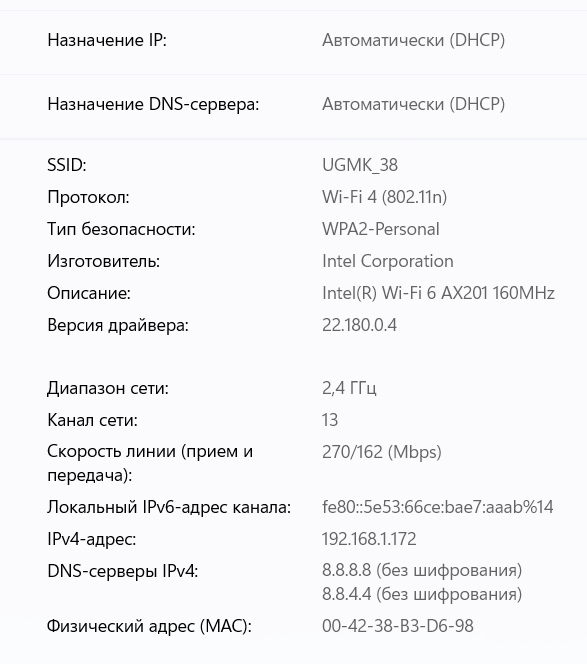 Назначение IP: Автоматически (DHCP)
Назначение DNS-сервера: Автоматически (DHCP)
SSID: UGMK_38
Протокол: Wi-Fi 4 (802.11n)
Тип безопасности: WPA2-Personal
Изготовитель: Intel Corporation
Описание: Intel(R) Wi-Fi 6 AX201 160MHz
Версия драйвера: 22.180.0.4
Диапазон сети: 2,4 ГГц
Канал сети: 13
Скорость линии (прием и 270/162 (Mbps)
передача):
Локальный IPv6-адрес канала: fe80::5e53:66ce:bae7:aaab%14
IPv4-адрес: 192.168.1.172
DNS-серверы IPv4: 8.8.8.8 (без шифрования)
8.8.4.4 (без шифрования)
Физический адрес (MAC): 00-42-38-B3-D6-98